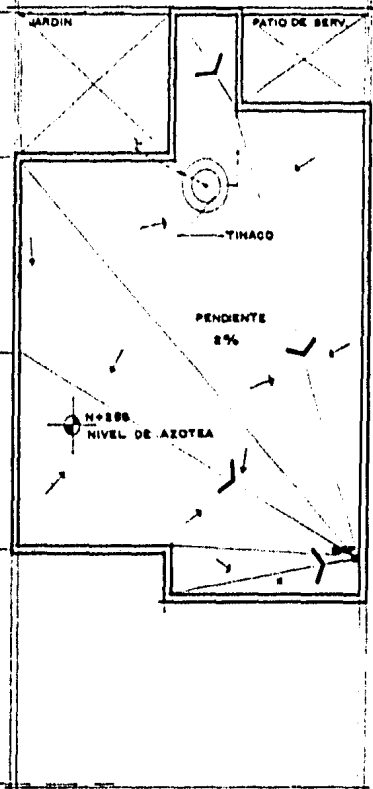 JARDIN
PATIO DE SERV.
TINACO
PENDIENTE
2%
NIVEL DE AZOTEA